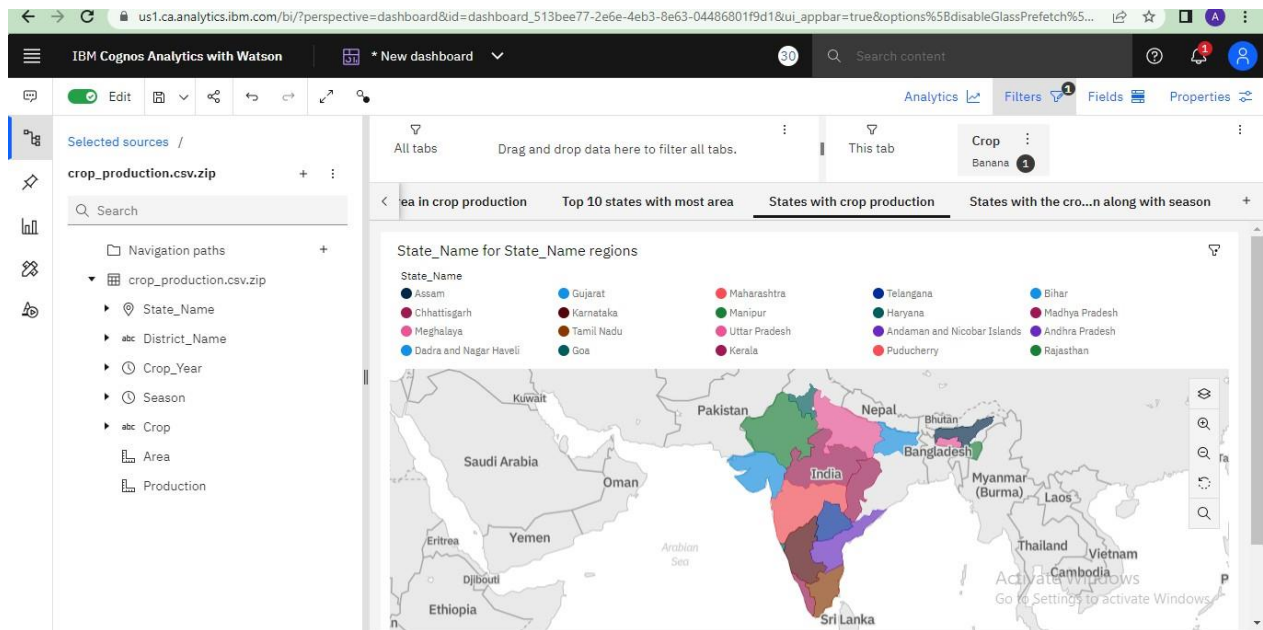 us1.ca.analytics.ibm.com/bi/?perspective=dashboard&id=dashboard_513bee77-2e6e-4eb3-8e63-04486801f9d1&ui_appbar=true&options%5BdisableGlassPrefetch%5... A
IBM Cognos Analytics with Watson * New dashboard 30 Search content 1
Edit Analytics Filters 1 Fields Properties
Selected sources /
crop_production.csv.zip
Search
Navigation paths
crop_production.csv.zip
State_Name
abc District_Name
Crop_Year
Season
abc Crop
Area
Production
All tabs Drag and drop data here to filter all tabs. This tab Crop
Banana 1
ea in crop production Top 10 states with most area States with crop production States with the cro...n along with season
State_Name for State_Name regions
State_Name
Assam Gujarat Maharashtra Telangana Bihar
Chhattisgarh Karnataka Manipur Haryana Madhya Pradesh
Meghalaya Tamil Nadu Uttar Pradesh Andaman and Nicobar Islands Andhra Pradesh
Dadra and Nagar Haveli Goa Kerala Puducherry Rajasthan
Kuwait
Pakistan
Nepal
Bhutan
Bangladesh
Saudi Arabia
India
Oman
Myanmar
(Burma)
Laos
Eritrea
Yemen
Arabian
Sea
Thailand
Vietnam
Djibouti
Cambodia
Ethiopia
Sri Lanka
Activate Windows
Go to Settings to activate Windows.